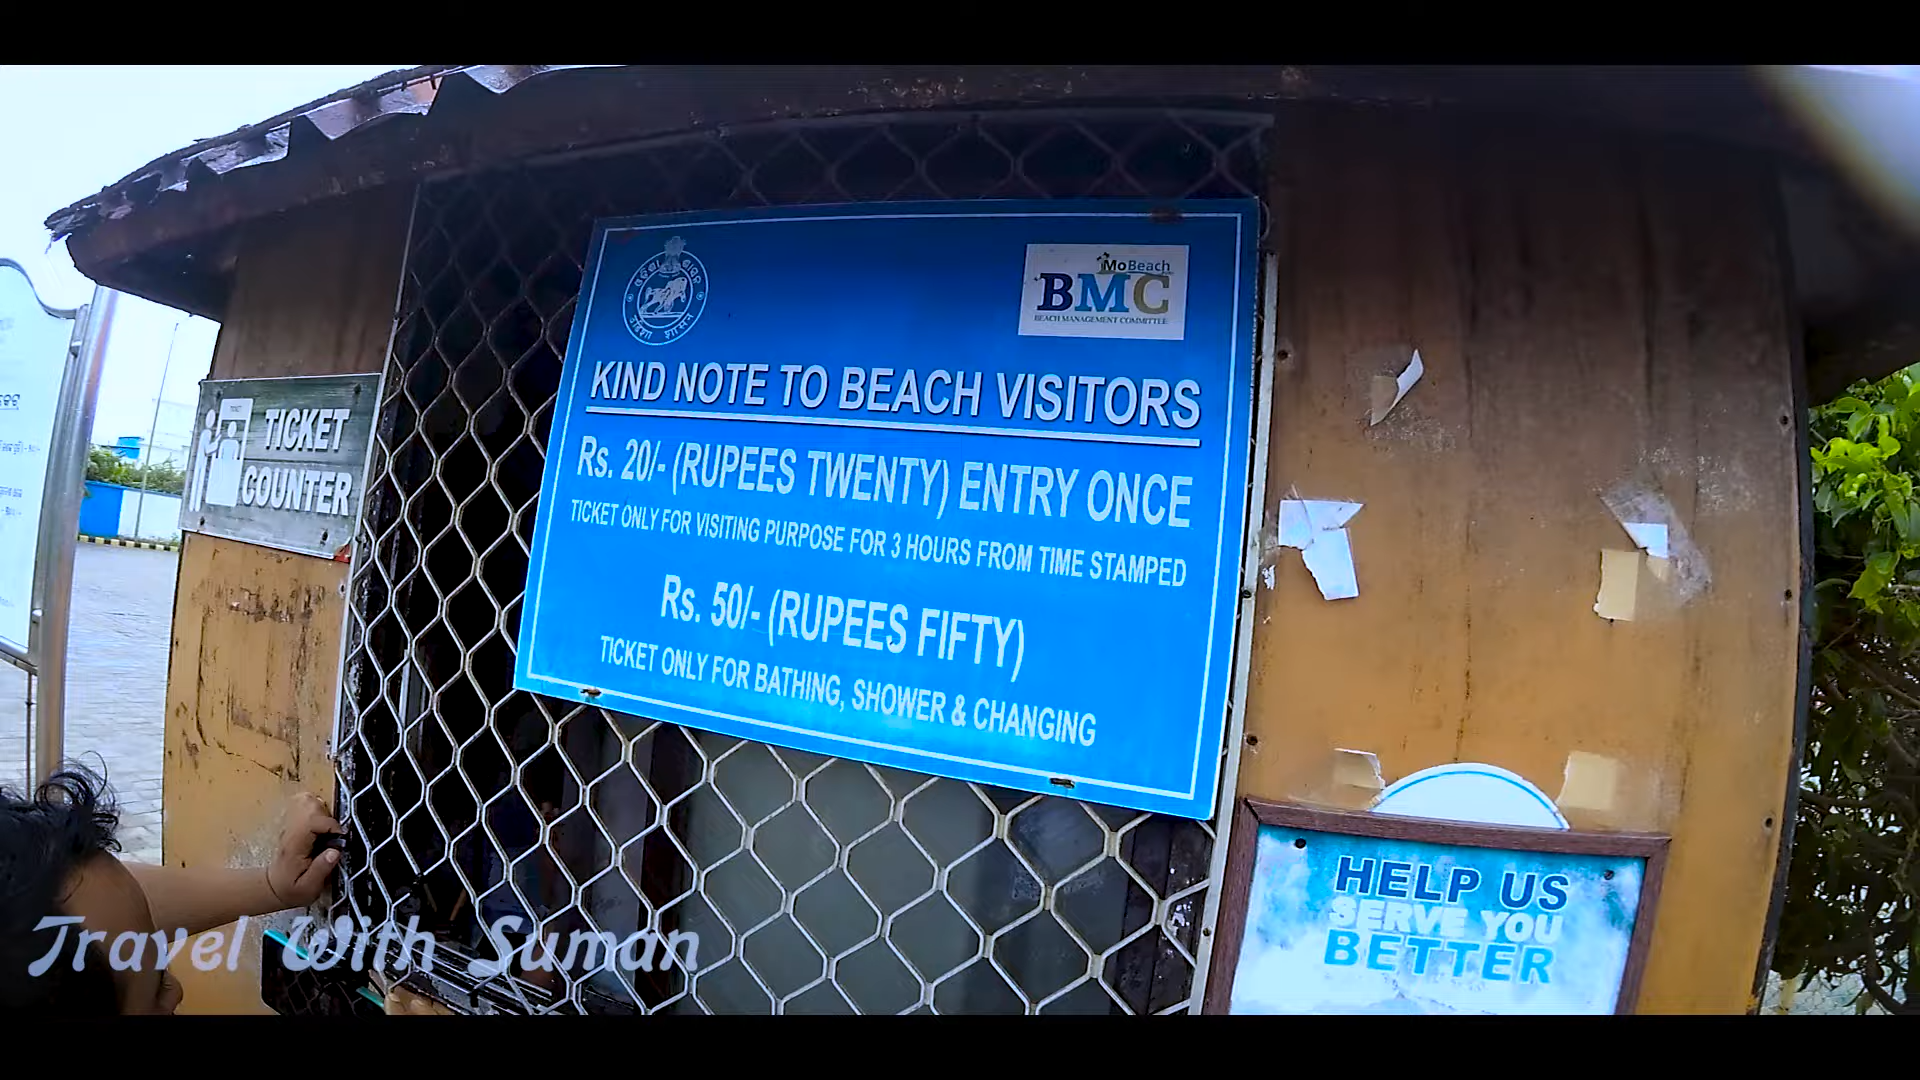 TICKET
COUNTER
MoBeach
BMC
BEACH MANAGEMENT COMMITTEE
KIND NOTE TO BEACH VISITORS
Rs. 20/- (RUPEES TWENTY) ENTRY ONCE
TICKET ONLY FOR VISITING PURPOSE FOR 3 HOURS FROM TIME STAMPED
Rs. 50/- (RUPEES FIFTY)
TICKET ONLY FOR BATHING, SHOWER & CHANGING
HELP US
SERVE YOU
BETTER
Travel With Suman